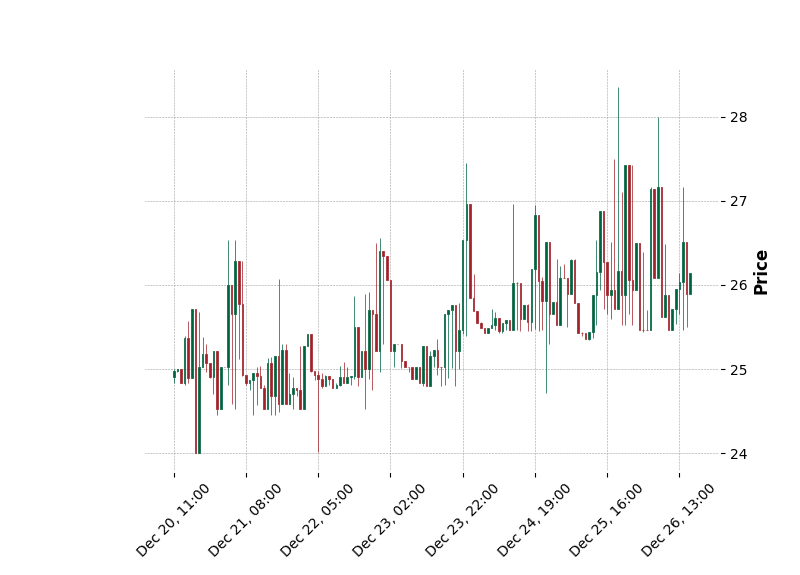 28
27
26
25
24
Price
Dec 20, 11:00
Dec 21, 08:00
Dec 22, 05:00
Dec 23, 02:00
Dec 23, 22:00
Dec 24, 19:00
Dec 25, 16:00
Dec 26, 13:00